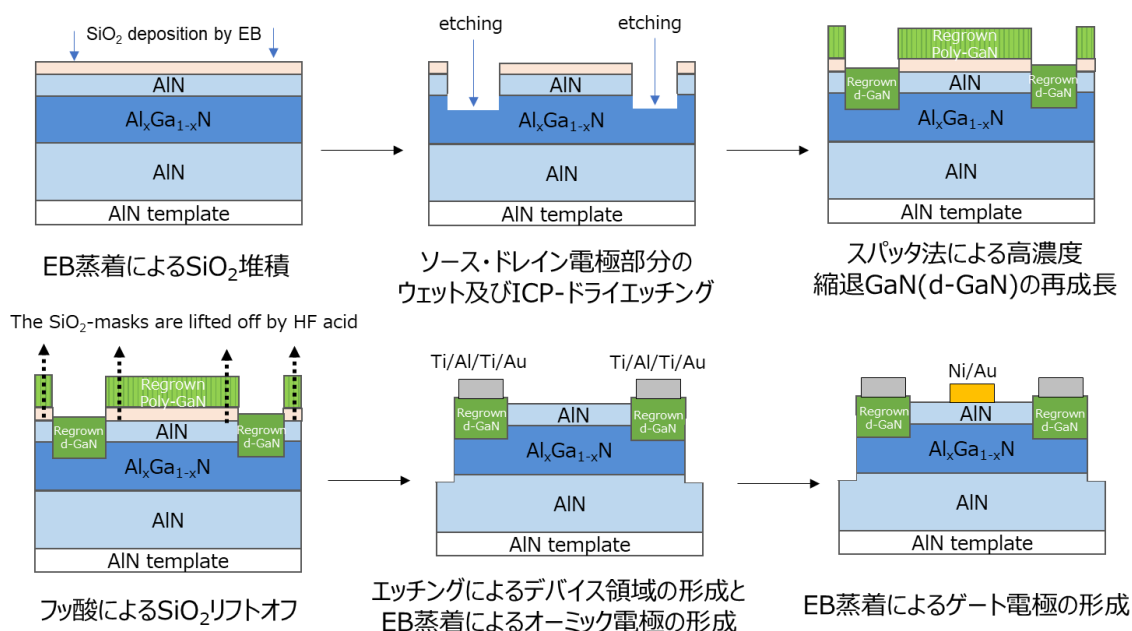 SiO₂ deposition by EB
AlN
AlₓGa₁₋ₓN
AlN
AlN template
EB蒸着によるSiO₂堆積
etching
etching
AlN
AlₓGa₁₋ₓN
AlN
AlN template
ソース・ドレイン電極部分の
ウェット及びICP-ドライエッチング
Regrown
Poly-GaN
Regrown
d-GaN
AlN
Regrown
d-GaN
AlₓGa₁₋ₓN
AlN
AlN template
スパッタ法による高濃度
縮退GaN(d-GaN)の再成長
The SiO₂-masks are lifted off by HF acid
Regrown
Poly-GaN
Regrown
d-GaN
AlN
Regrown
d-GaN
AlₓGa₁₋ₓN
AlN
AlN template
フッ酸によるSiO₂リフトオフ
Ti/Al/Ti/Au
Ti/Al/Ti/Au
Regrown
d-GaN
AlN
Regrown
d-GaN
AlₓGa₁₋ₓN
AlN
AlN template
エッチングによるデバイス領域の形成と
EB蒸着によるオーミック電極の形成
Ni/Au
Regrown
d-GaN
AlN
Regrown
d-GaN
AlₓGa₁₋ₓN
AlN
AlN template
EB蒸着によるゲート電極の形成